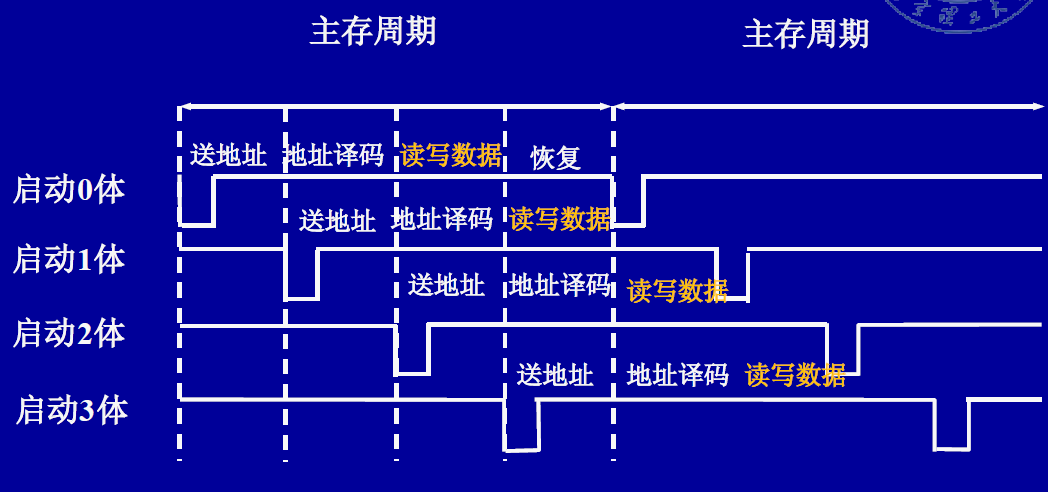 主存周期 主存周期
送地址 地址译码 读写数据 恢复
启动0体
送地址 地址译码 读写数据
启动1体
送地址 地址译码 读写数据
启动2体
送地址 地址译码 读写数据
启动3体